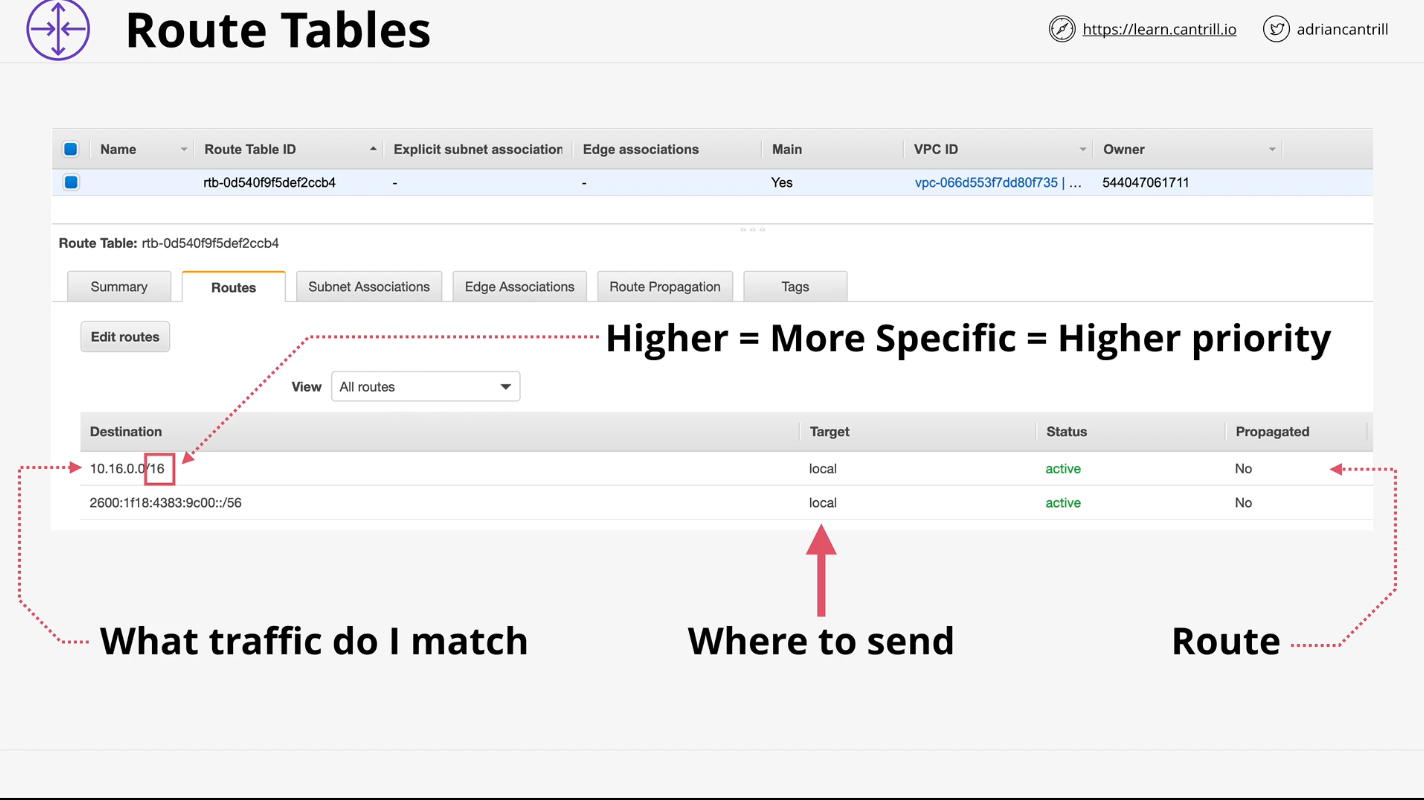 Route Tables
https://learn.cantrill.io
adriancantrill
Name Route Table ID Explicit subnet association Edge associations Main VPC ID Owner
rtb-0d540f9f5def2ccb4 - - Yes vpc-066d553f7dd80f735 | ... 544047061711
Route Table: rtb-0d540f9f5def2ccb4
Summary Routes Subnet Associations Edge Associations Route Propagation Tags
Edit routes
Higher = More Specific = Higher priority
View All routes
Destination Target Status Propagated
10.16.0.0/16 local active No
2600:1f18:4383:9c00::/56 local active No
What traffic do I match
Where to send
Route